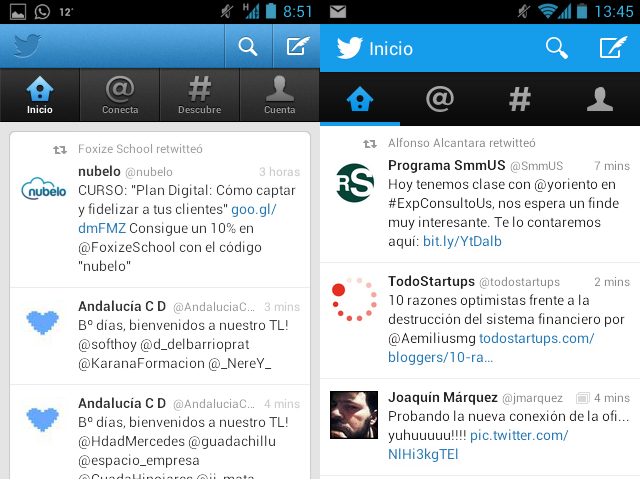 12°
8:51
Inicio
Conecta
Descubre
Cuenta
Foxize School retwitteó
nubelo @nubelo 3 horas
nubelo
CURSO: "Plan Digital: Cómo captar
y fidelizar a tus clientes" goo.gl/
dmFMZ Consigue un 10% en
@FoxizeSchool con el código
"nubelo"
Andalucía C D @AndaluciaC... 3 mins
Bº días, bienvenidos a nuestro TL!
@softhoy @d_delbarrioprat
@KaranaFormacion @_NereY_
Andalucía C D @AndaluciaC... 4 mins
Bº días, bienvenidos a nuestro TL!
@HdadMercedes @guadachillu
@espacio_empresa
13:45
Inicio
Alfonso Alcantara retwitteó
Programa SmmUS @SmmUS 7 mins
RS
Hoy tenemos clase con @yoriento en
#ExpConsultoUs, nos espera un finde
muy interesante. Te lo contaremos
aquí: bit.ly/YtDalb
TodoStartups @todostartups 2 mins
10 razones optimistas frente a la
destrucción del sistema financiero por
@Aemiliusmg todostartups.com/
bloggers/10-ra...
Joaquín Márquez @jmarquez 4 mins
Probando la nueva conexión de la ofi...
yuhuuuuu!!!! pic.twitter.com/
NlHi3kgTEl